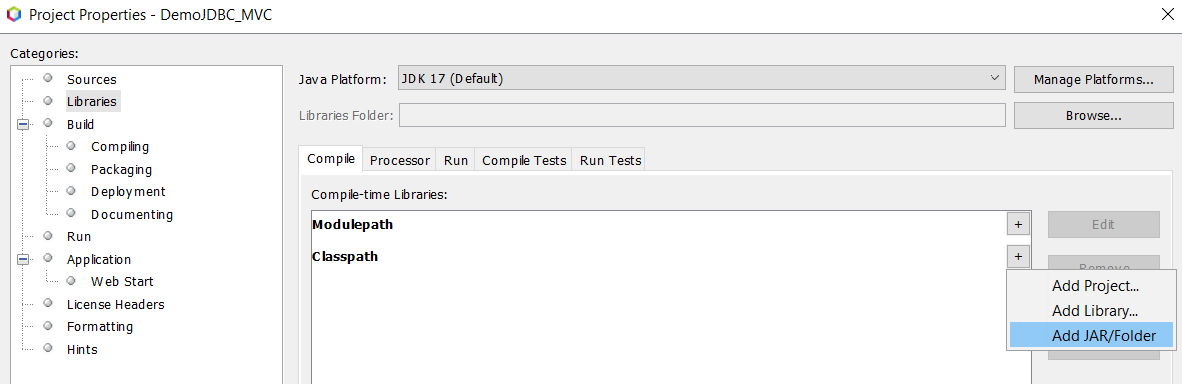 Project Properties - DemoJDBC_MVC
Categories:
Sources
Libraries
Build
Compiling
Packaging
Deployment
Documenting
Run
Application
Web Start
License Headers
Formatting
Hints
Java Platform: JDK 17 (Default) Manage Platforms...
Libraries Folder: Browse...
Compile Processor Run Compile Tests Run Tests
Compile-time Libraries:
Modulepath + Edit
Classpath + Remove
Add Project...
Add Library...
Add JAR/Folder